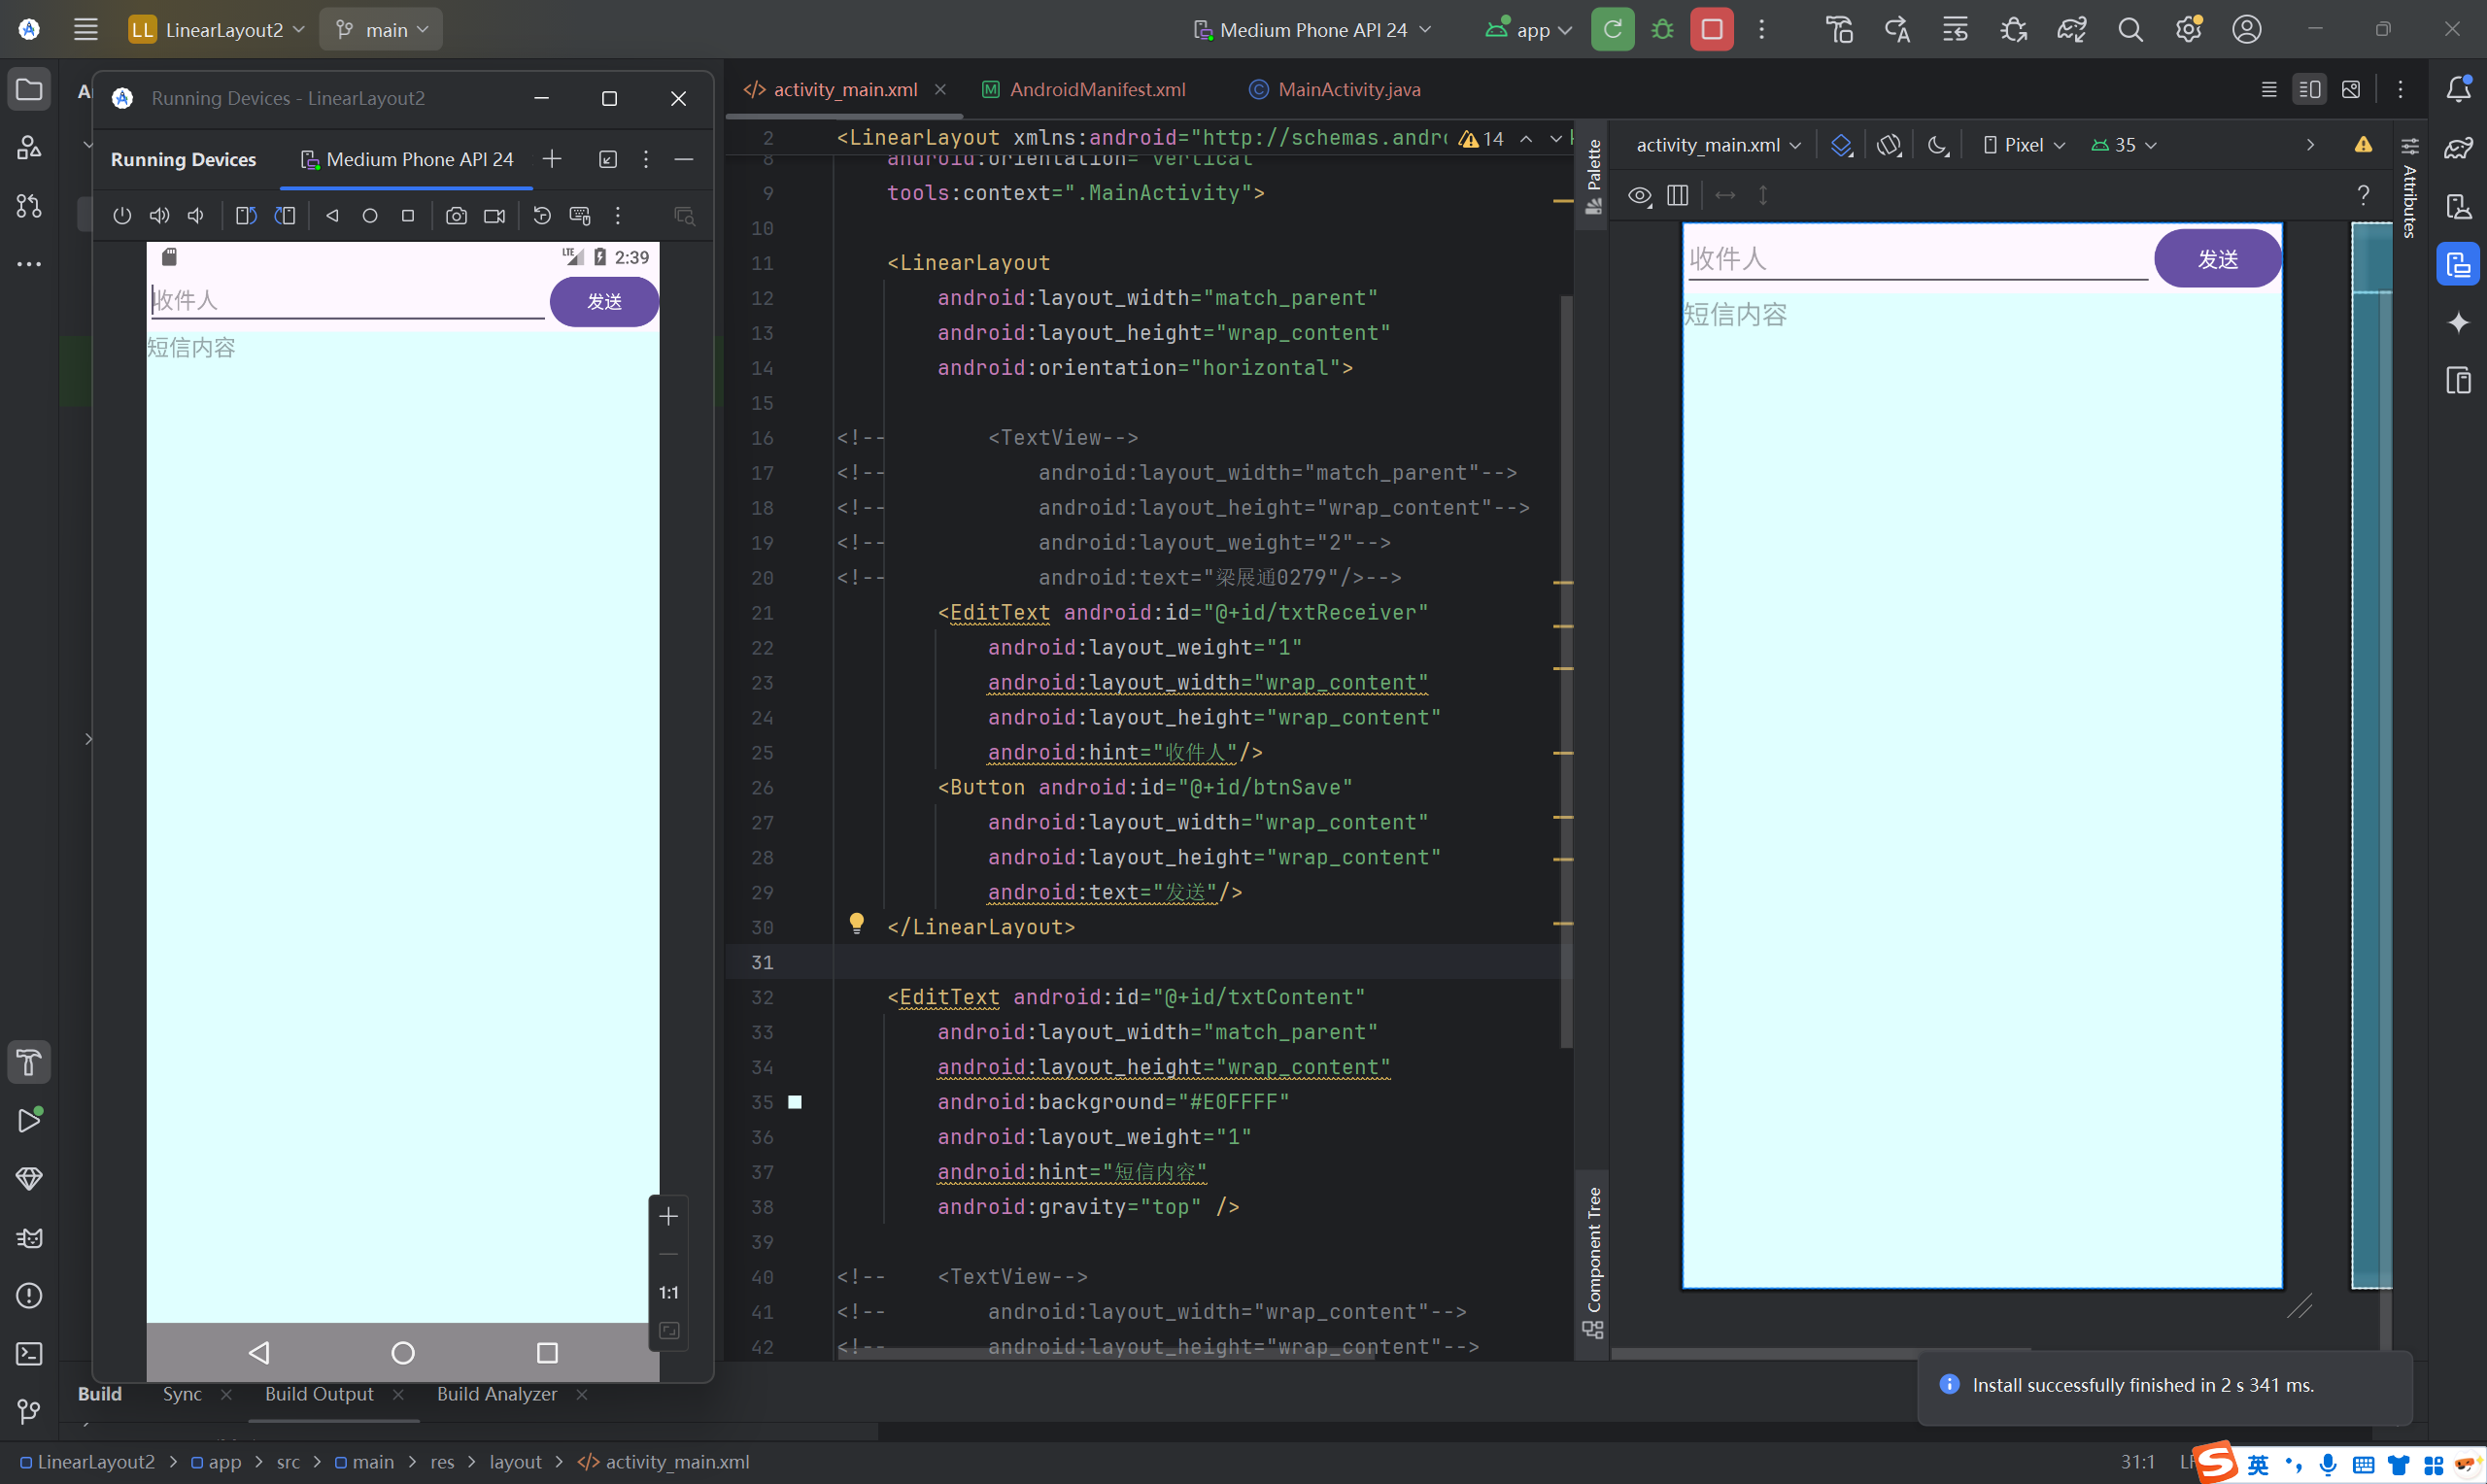 LL LinearLayout2 main Medium Phone API 24 app
Running Devices - LinearLayout2
Running Devices Medium Phone API 24
LTE 2:39
收件人 发送
短信内容
1:1
activity_main.xml AndroidManifest.xml MainActivity.java
2 <LinearLayout xmlns:android="http://schemas.andr 14
8 android:orientation="vertical"
9 tools:context=".MainActivity">
10
11 <LinearLayout
12 android:layout_width="match_parent"
13 android:layout_height="wrap_content"
14 android:orientation="horizontal">
15
16 <!-- <TextView-->
17 <!-- android:layout_width="match_parent"-->
18 <!-- android:layout_height="wrap_content"-->
19 <!-- android:layout_weight="2"-->
20 <!-- android:text="梁展通0279"/>-->
21 <EditText android:id="@+id/txtReceiver"
22 android:layout_weight="1"
23 android:layout_width="wrap_content"
24 android:layout_height="wrap_content"
25 android:hint="收件人"/>
26 <Button android:id="@+id/btnSave"
27 android:layout_width="wrap_content"
28 android:layout_height="wrap_content"
29 android:text="发送"/>
30 </LinearLayout>
31
32 <EditText android:id="@+id/txtContent"
33 android:layout_width="match_parent"
34 android:layout_height="wrap_content"
35 android:background="#E0FFFF"
36 android:layout_weight="1"
37 android:hint="短信内容"
38 android:gravity="top" />
39
40 <!-- <TextView-->
41 <!-- android:layout_width="wrap_content"-->
42 <!-- android:layout_height="wrap_content"-->
Palette
Component Tree
activity_main.xml Pixel 35
?
Attributes
收件人 发送
短信内容
Install successfully finished in 2 s 341 ms.
Build Sync Build Output Build Analyzer
LinearLayout2 > app > src > main > res > layout > activity_main.xml
31:1
S 英